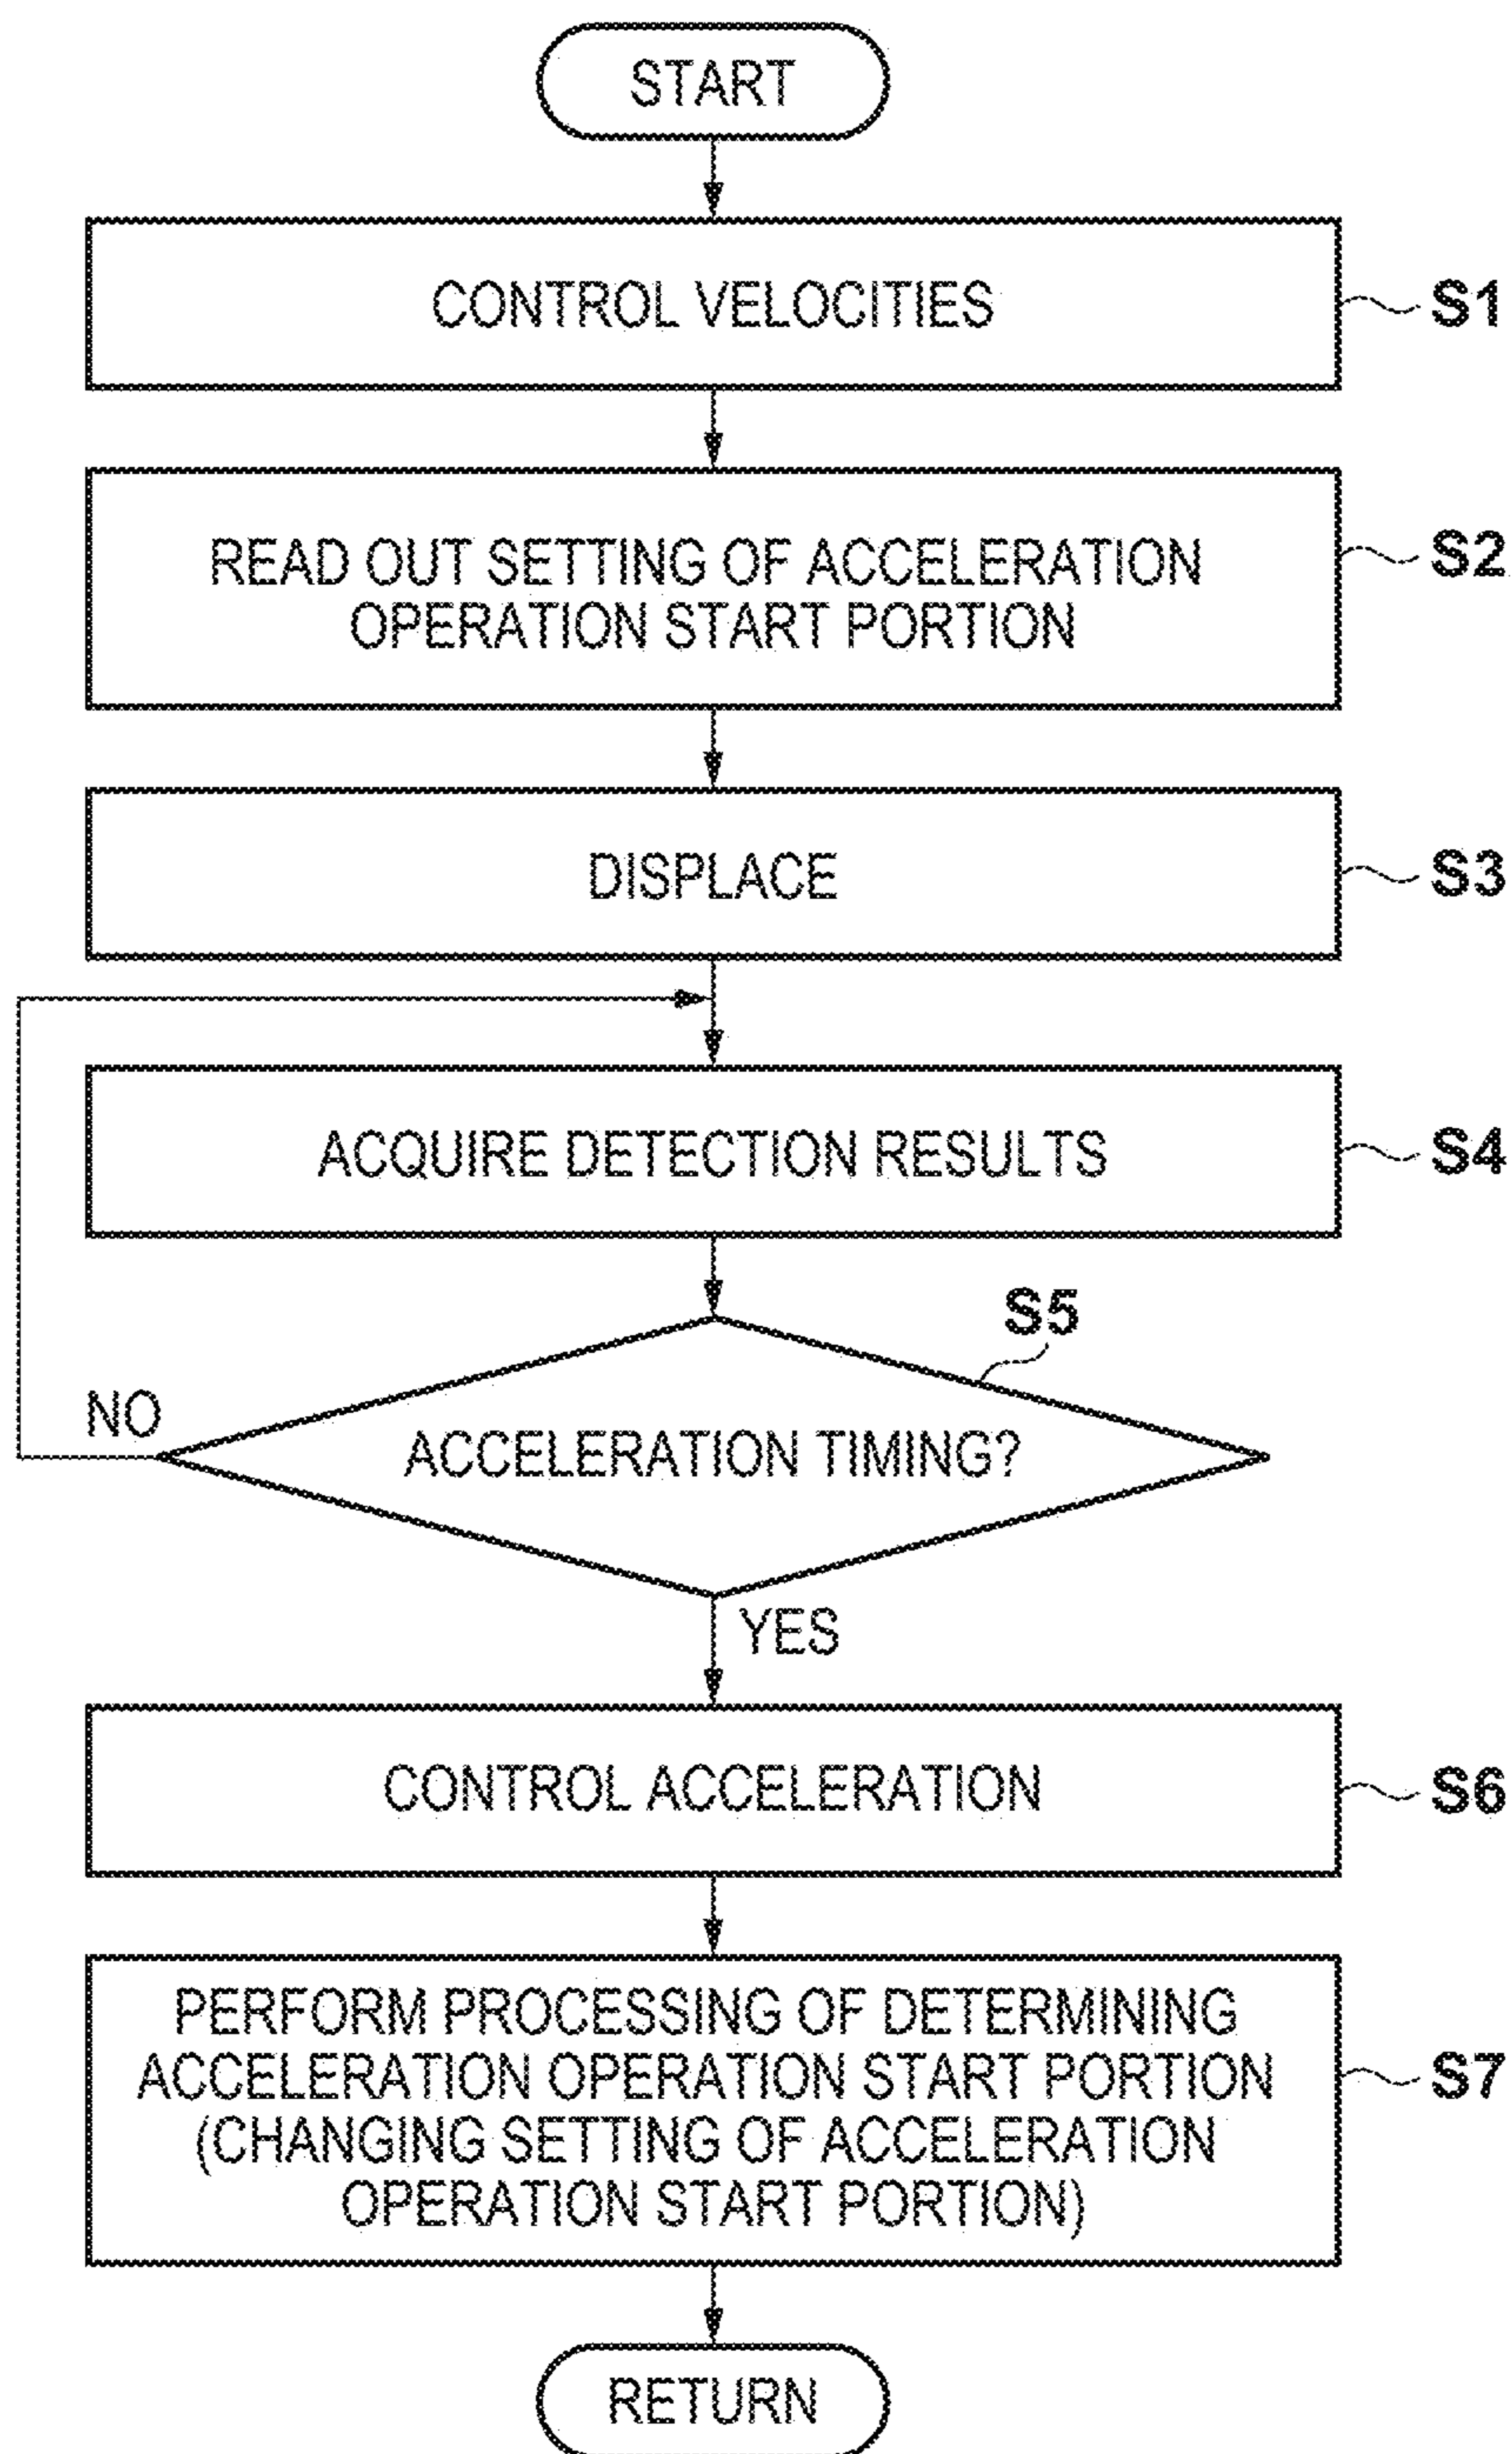 START
CONTROL VELOCITIES
S1
READ OUT SETTING OF ACCELERATION
OPERATION START PORTION
S2
DISPLACE
S3
ACQUIRE DETECTION RESULTS
S4
S5
NO
ACCELERATION TIMING?
YES
CONTROL ACCELERATION
S6
PERFORM PROCESSING OF DETERMINING
ACCELERATION OPERATION START PORTION
(CHANGING SETTING OF ACCELERATION
OPERATION START PORTION)
S7
RETURN